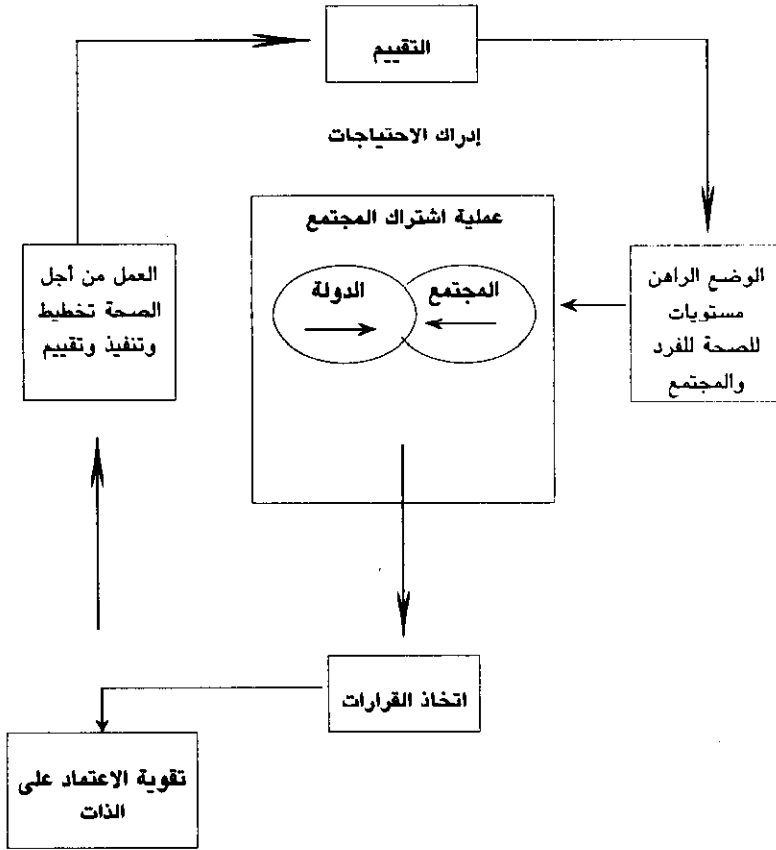 التقييم
إدراك الاحتياجات
عملية اشتراك المجتمع
المجتمع
الدولة
الوضع الراهن
مستويات
للصحة للفرد
والمجتمع
العمل من أجل
الصحة تخطيط
وتنفيذ وتقييم
اتخاذ القرارات
تقوية الاعتماد على
الذات